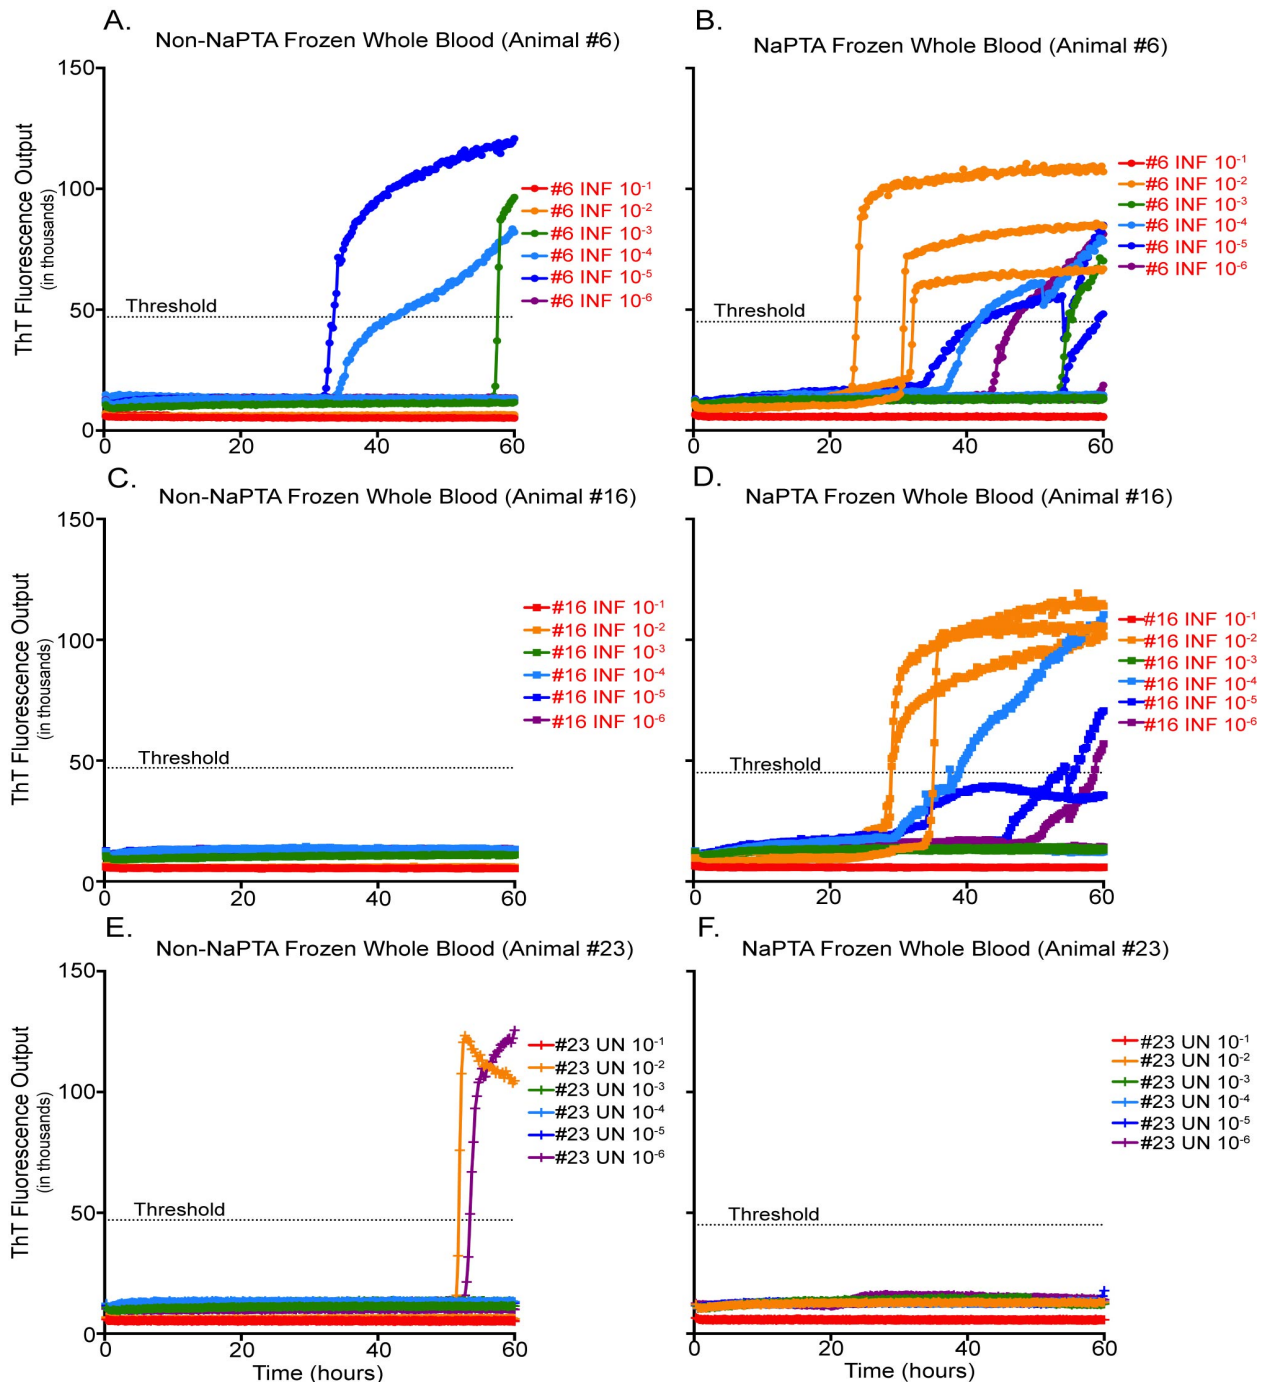 A.
Non-NaPTA Frozen Whole Blood (Animal #6)
150
100
50
0
0
20
40
60
ThT Fluorescence Output
(in thousands)
Threshold
#6 INF 10⁻¹
#6 INF 10⁻²
#6 INF 10⁻³
#6 INF 10⁻⁴
#6 INF 10⁻⁵
#6 INF 10⁻⁶
B.
NaPTA Frozen Whole Blood (Animal #6)
Threshold
0
20
40
60
#6 INF 10⁻¹
#6 INF 10⁻²
#6 INF 10⁻³
#6 INF 10⁻⁴
#6 INF 10⁻⁵
#6 INF 10⁻⁶
C.
Non-NaPTA Frozen Whole Blood (Animal #16)
150
100
50
0
0
20
40
60
ThT Fluorescence Output
(in thousands)
Threshold
#16 INF 10⁻¹
#16 INF 10⁻²
#16 INF 10⁻³
#16 INF 10⁻⁴
#16 INF 10⁻⁵
#16 INF 10⁻⁶
D.
NaPTA Frozen Whole Blood (Animal #16)
Threshold
0
20
40
60
#16 INF 10⁻¹
#16 INF 10⁻²
#16 INF 10⁻³
#16 INF 10⁻⁴
#16 INF 10⁻⁵
#16 INF 10⁻⁶
E.
Non-NaPTA Frozen Whole Blood (Animal #23)
150
100
50
0
0
20
40
60
ThT Fluorescence Output
(in thousands)
Threshold
#23 UN 10⁻¹
#23 UN 10⁻²
#23 UN 10⁻³
#23 UN 10⁻⁴
#23 UN 10⁻⁵
#23 UN 10⁻⁶
Time (hours)
F.
NaPTA Frozen Whole Blood (Animal #23)
Threshold
0
20
40
60
#23 UN 10⁻¹
#23 UN 10⁻²
#23 UN 10⁻³
#23 UN 10⁻⁴
#23 UN 10⁻⁵
#23 UN 10⁻⁶
Time (hours)